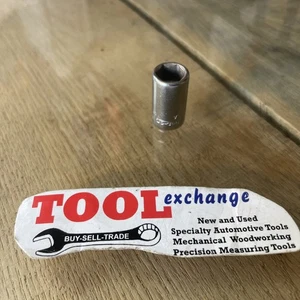 TOOL exchange
New and Used
Specialty Automotive Tools
BUY-SELL-TRADE
Mechanical Woodworking
Precision Measuring Tools